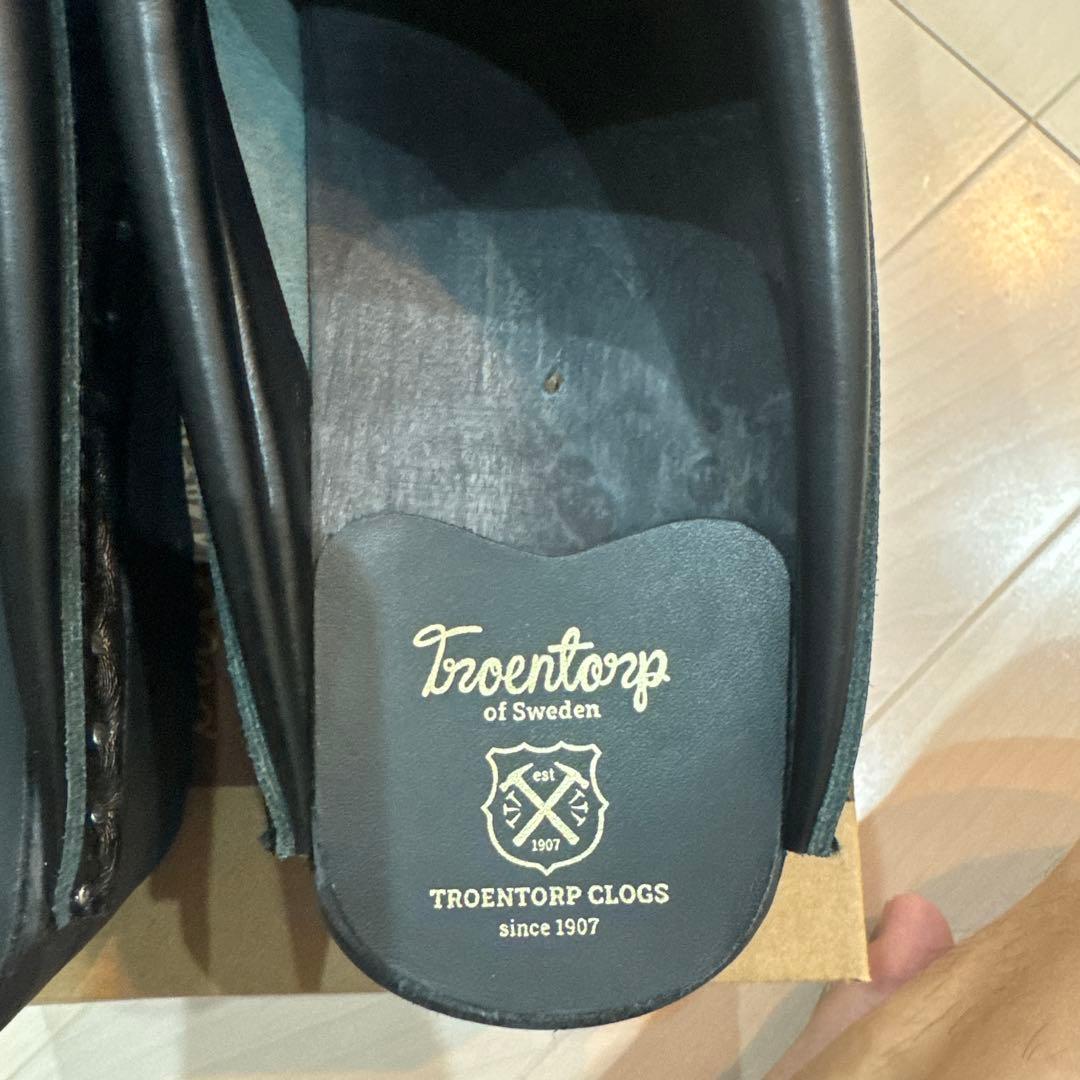 Troentorp
of Sweden
est
1907
TROENTORP CLOGS
since 1907